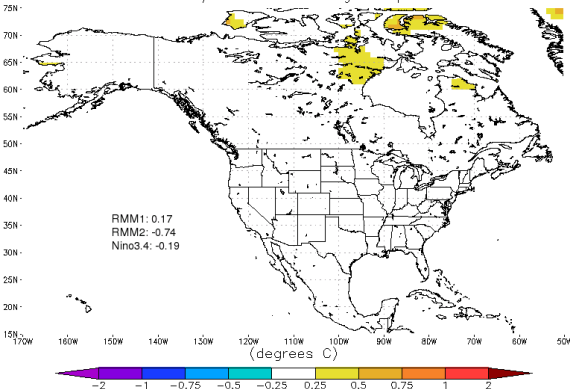 75N
70N
65N
60N
55N
50N
45N
40N
35N
30N
25N
20N
15N
RMM1: 0.17
RMM2: -0.74
Nino3.4: -0.19
170W 160W 150W 140W 130W 120W 110W 100W 90W 80W 70W 60W 50W
(degrees C)
-2 -1 -0.75 -0.5 -0.25 0.25 0.5 0.75 1 2